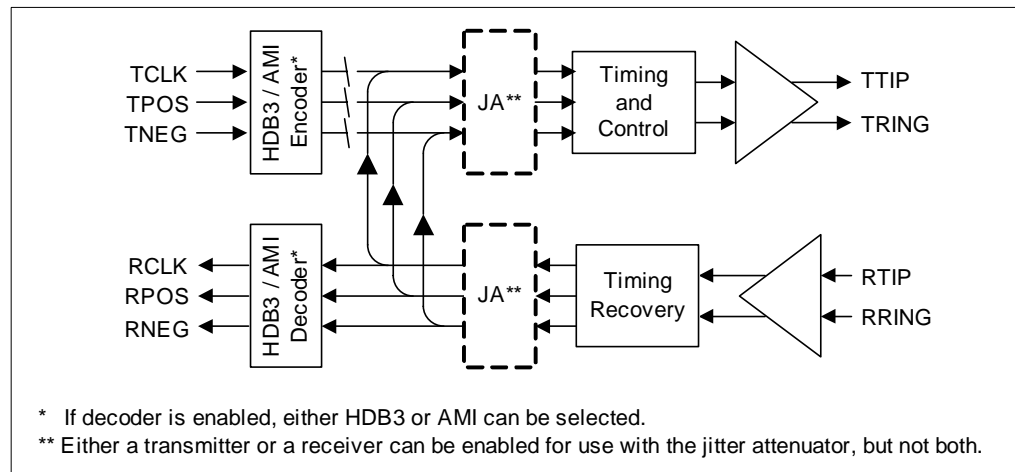 TCLK
TPOS
TNEG
HDB3 / AMI
Encoder*
JA**
Timing
and
Control
TTIP
TRING
RCLK
RPOS
RNEG
HDB3 / AMI
Decoder*
JA**
Timing
Recovery
RTIP
RRING
* If decoder is enabled, either HDB3 or AMI can be selected.
** Either a transmitter or a receiver can be enabled for use with the jitter attenuator, but not both.